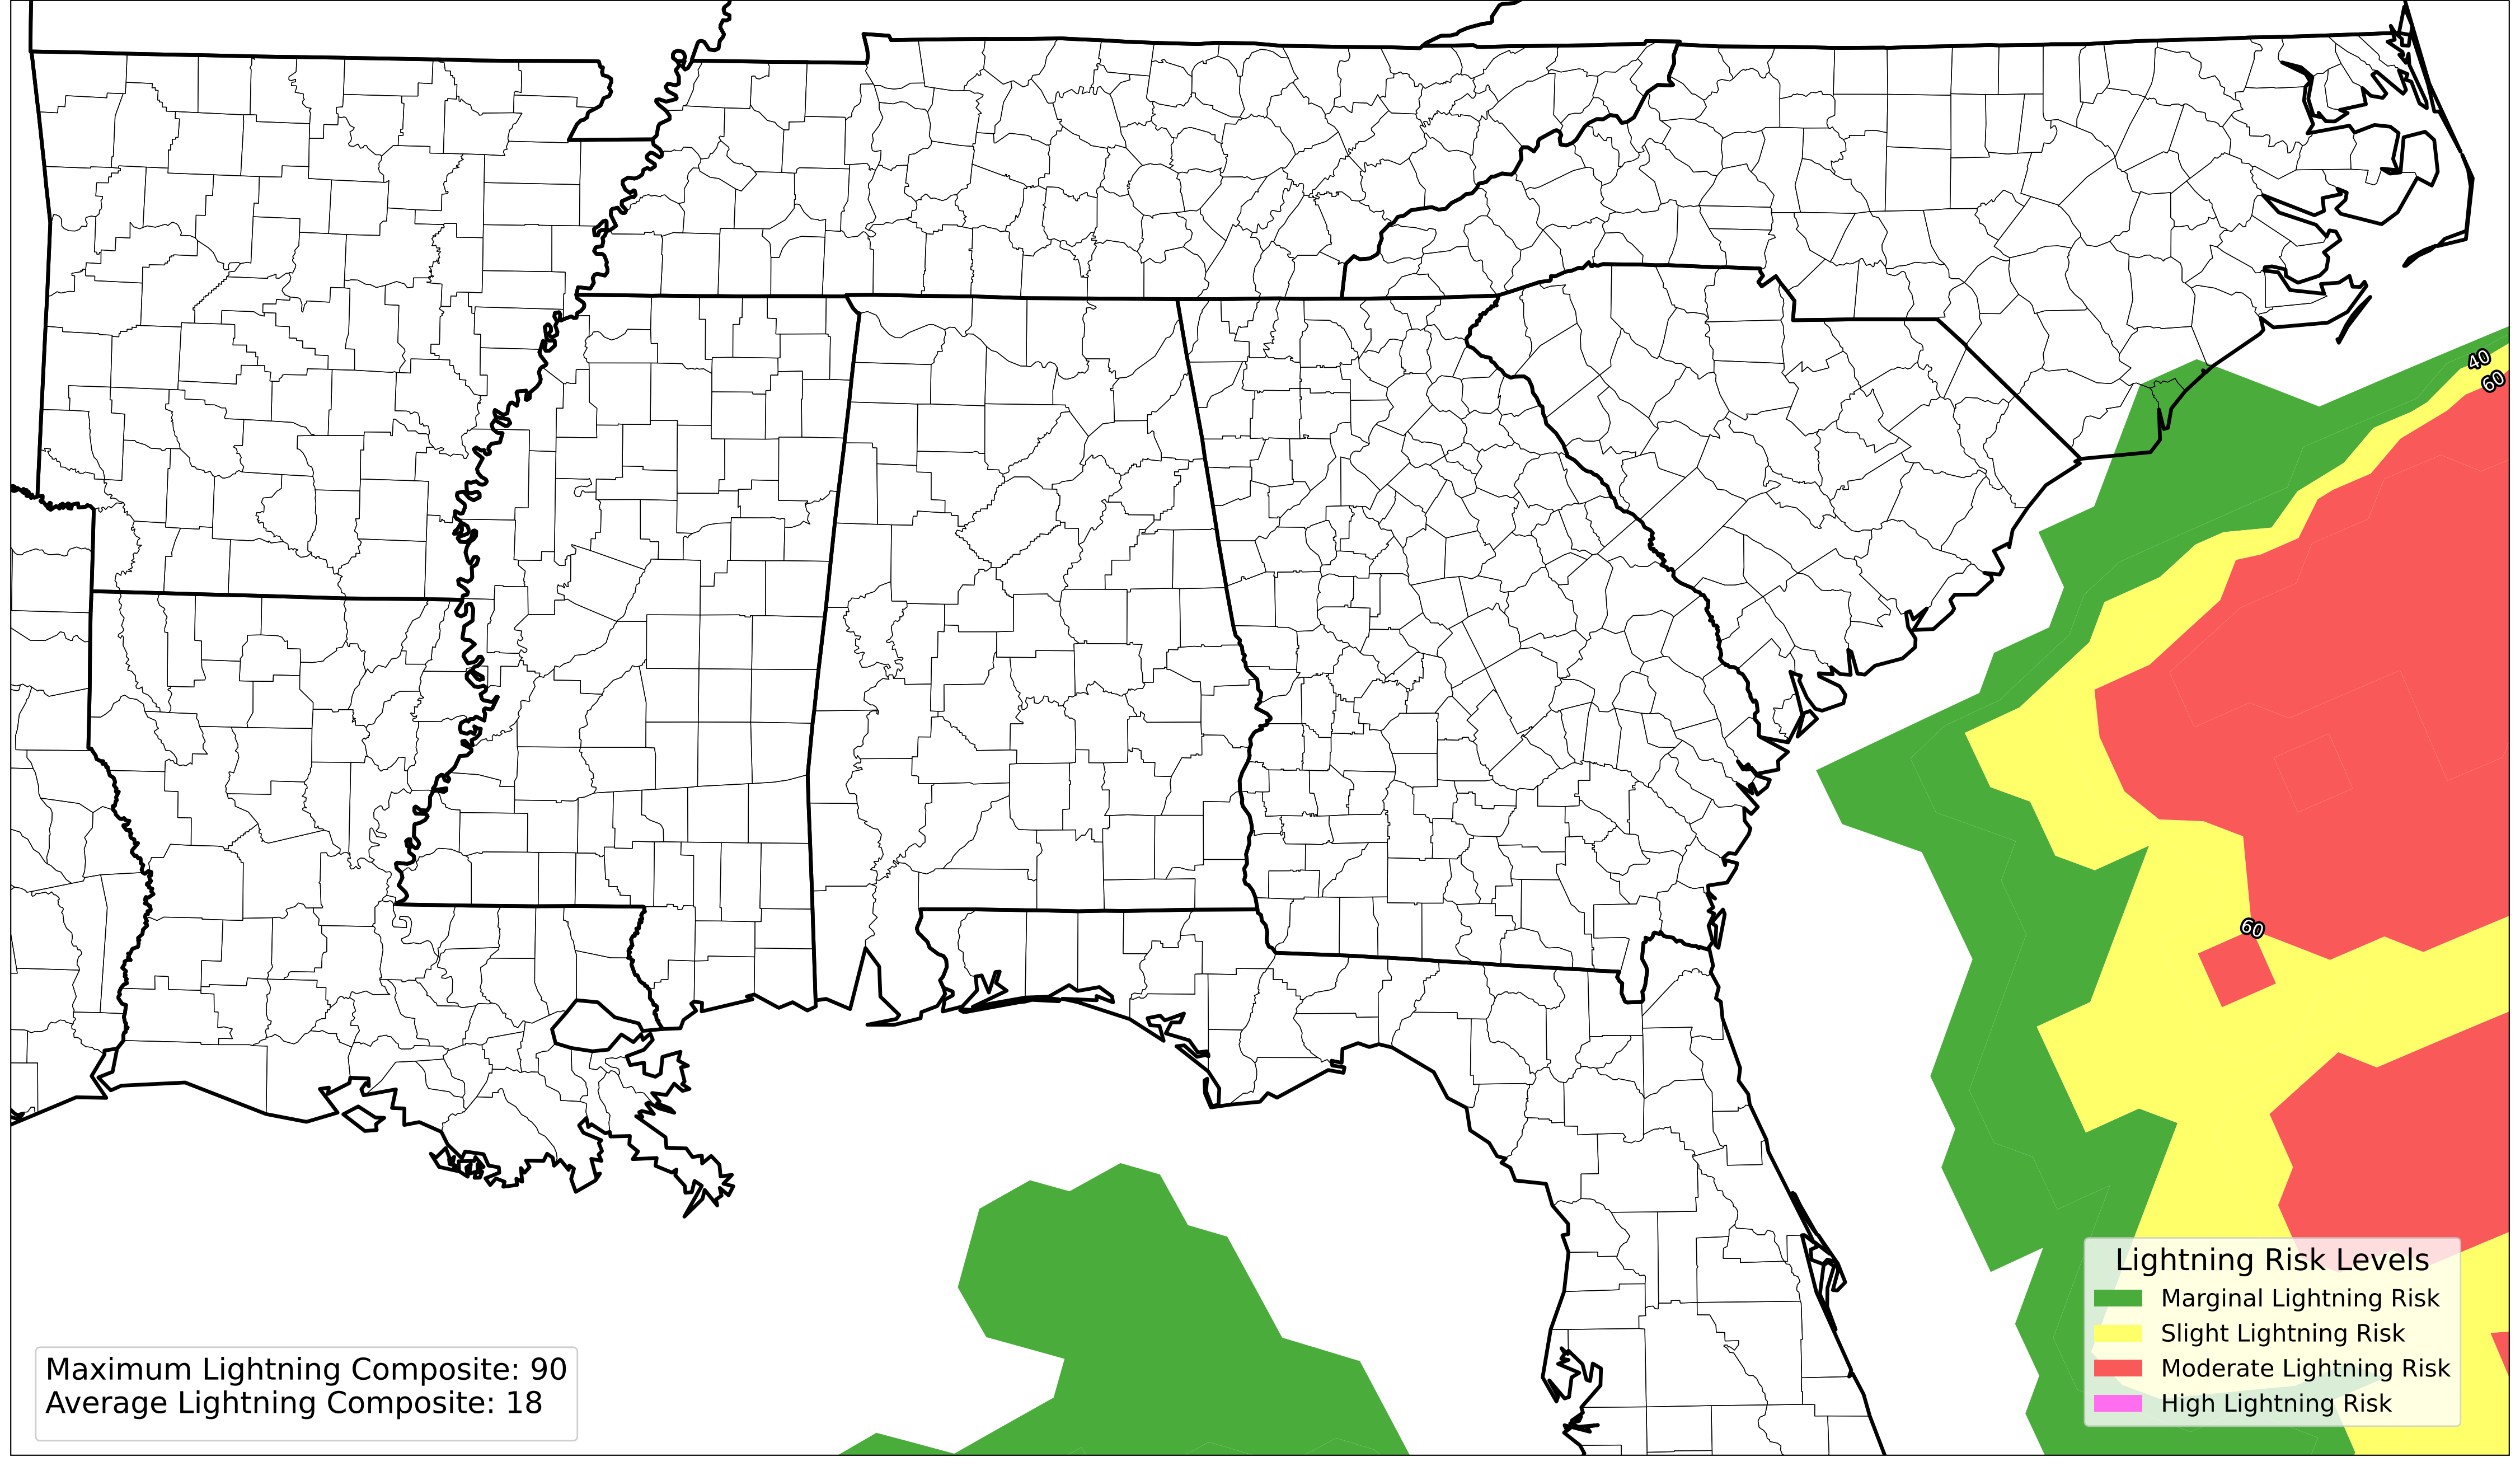 40
60
60
Lightning Risk Levels
Marginal Lightning Risk
Slight Lightning Risk
Moderate Lightning Risk
High Lightning Risk
Maximum Lightning Composite: 90
Average Lightning Composite: 18